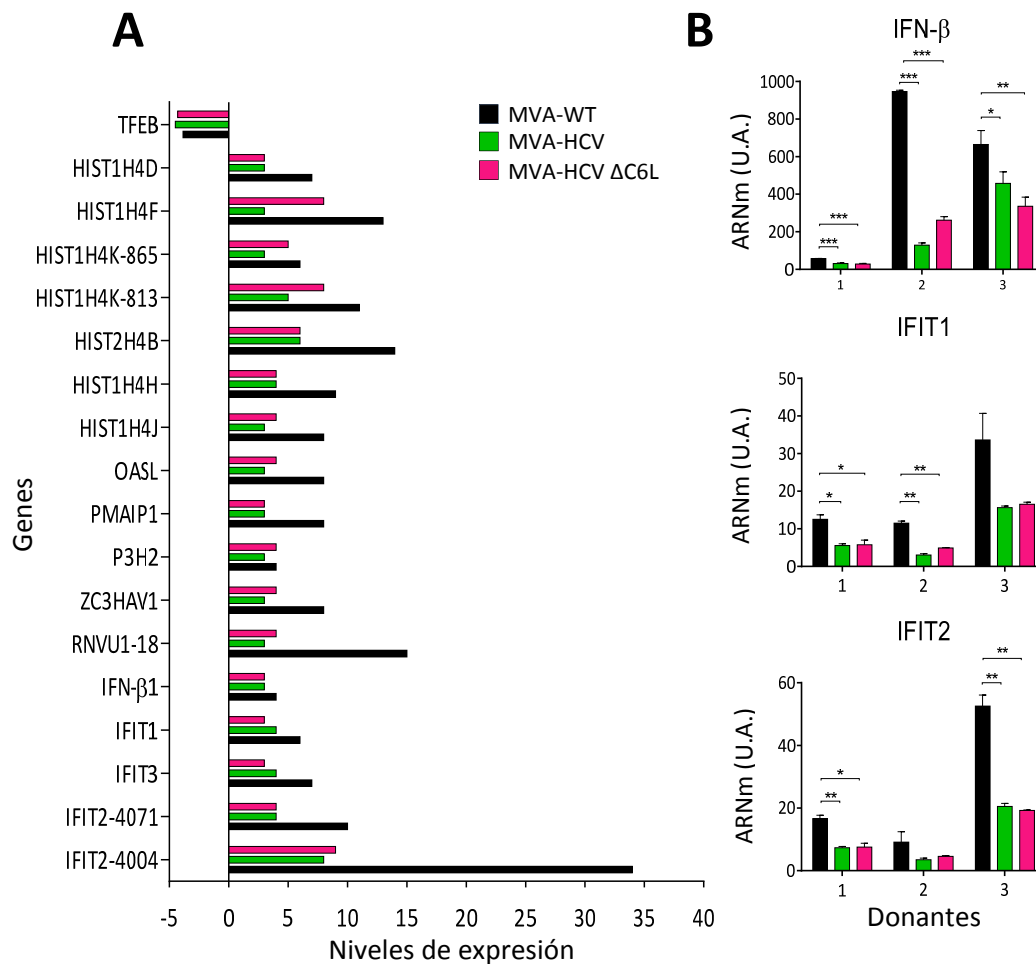 A
MVA-WT
MVA-HCV
MVA-HCV ΔC6L
Genes
TFEB
HIST1H4D
HIST1H4F
HIST1H4K-865
HIST1H4K-813
HIST2H4B
HIST1H4H
HIST1H4J
OASL
PMAIP1
P3H2
ZC3HAV1
RNVU1-18
IFN-β1
IFIT1
IFIT3
IFIT2-4071
IFIT2-4004
-5 0 5 10 15 20 25 30 35 40
Niveles de expresión
B
IFN-β
ARNm (U.A.)
1000
800
600
400
200
0
*** *** *** *** ** *
1 2 3
IFIT1
ARNm (U.A.)
50
40
30
20
10
0
* * ** **
1 2 3
IFIT2
ARNm (U.A.)
60
40
20
0
* ** ** **
1 2 3
Donantes